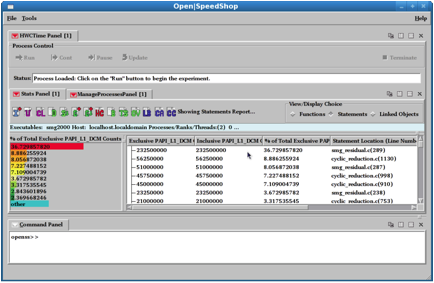 Open|SpeedShop
File Tools Help
HWCTime Panel [1]
Process Control
Run Cont Pause Update Terminate
Status: Process Loaded: Click on the "Run" button to begin the experiment.
Stats Panel [1] ManageProcessesPanel [1]
Showing Statements Report...
View/Display Choice
Functions Statements Linked Objects
Executables: smg2000 Host: localhost.localdomain Processes/Ranks/Threads(2) 0 ...
% of Total Exclusive PAPI_L1_DCM Counts
36.729857820
8.886255924
8.056872038
7.227488152
7.109004739
3.672985782
3.317535545
2.843601896
2.369668246
other
Exclusive PAPI_L1_DCM Inclusive PAPI_L1_DCM % of Total Exclusive PAP Statement Location (Line Numb
232500000 232500000 36.729857820 smg_residual.c(289)
56250000 56250000 8.886255924 cyclic_reduction.c(1130)
51000000 51000000 8.056872038 smg_residual.c(287)
45750000 45750000 7.227488152 cyclic_reduction.c(998)
45000000 45000000 7.109004739 cyclic_reduction.c(910)
23250000 23250000 3.672985782 smg_residual.c(238)
21000000 21000000 3.317535545 cyclic_reduction.c(753)
Command Panel
openss>>